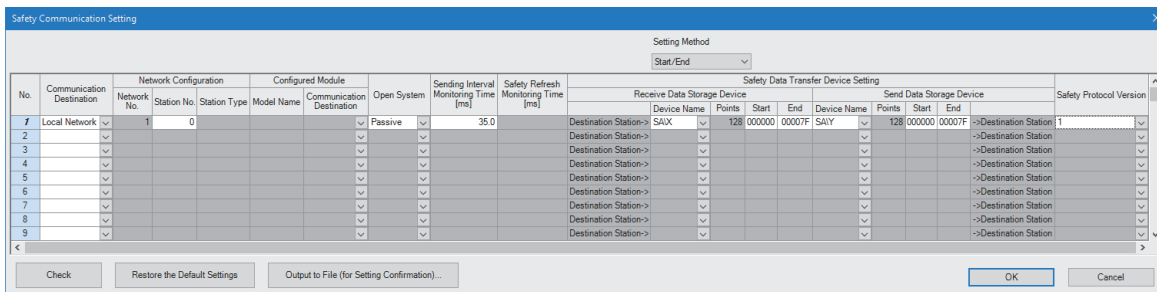 Safety Communication Setting
Setting Method
Start/End
No. Communication Destination Network Configuration Configured Module Open System Sending Interval Monitoring Time [ms] Safety Refresh Monitoring Time [ms] Safety Data Transfer Device Setting Safety Protocol Version
Network No. Station No. Station Type Model Name Communication Destination Receive Data Storage Device Send Data Storage Device
Device Name Points Start End Device Name Points Start End
1 Local Network 1 0 Passive 35.0 Destination Station-> SA\X 128 000000 00007F SA\Y 128 000000 00007F ->Destination Station 1
2 Destination Station-> ->Destination Station
3 Destination Station-> ->Destination Station
4 Destination Station-> ->Destination Station
5 Destination Station-> ->Destination Station
6 Destination Station-> ->Destination Station
7 Destination Station-> ->Destination Station
8 Destination Station-> ->Destination Station
9 Destination Station-> ->Destination Station
Check Restore the Default Settings Output to File (for Setting Confirmation)... OK Cancel